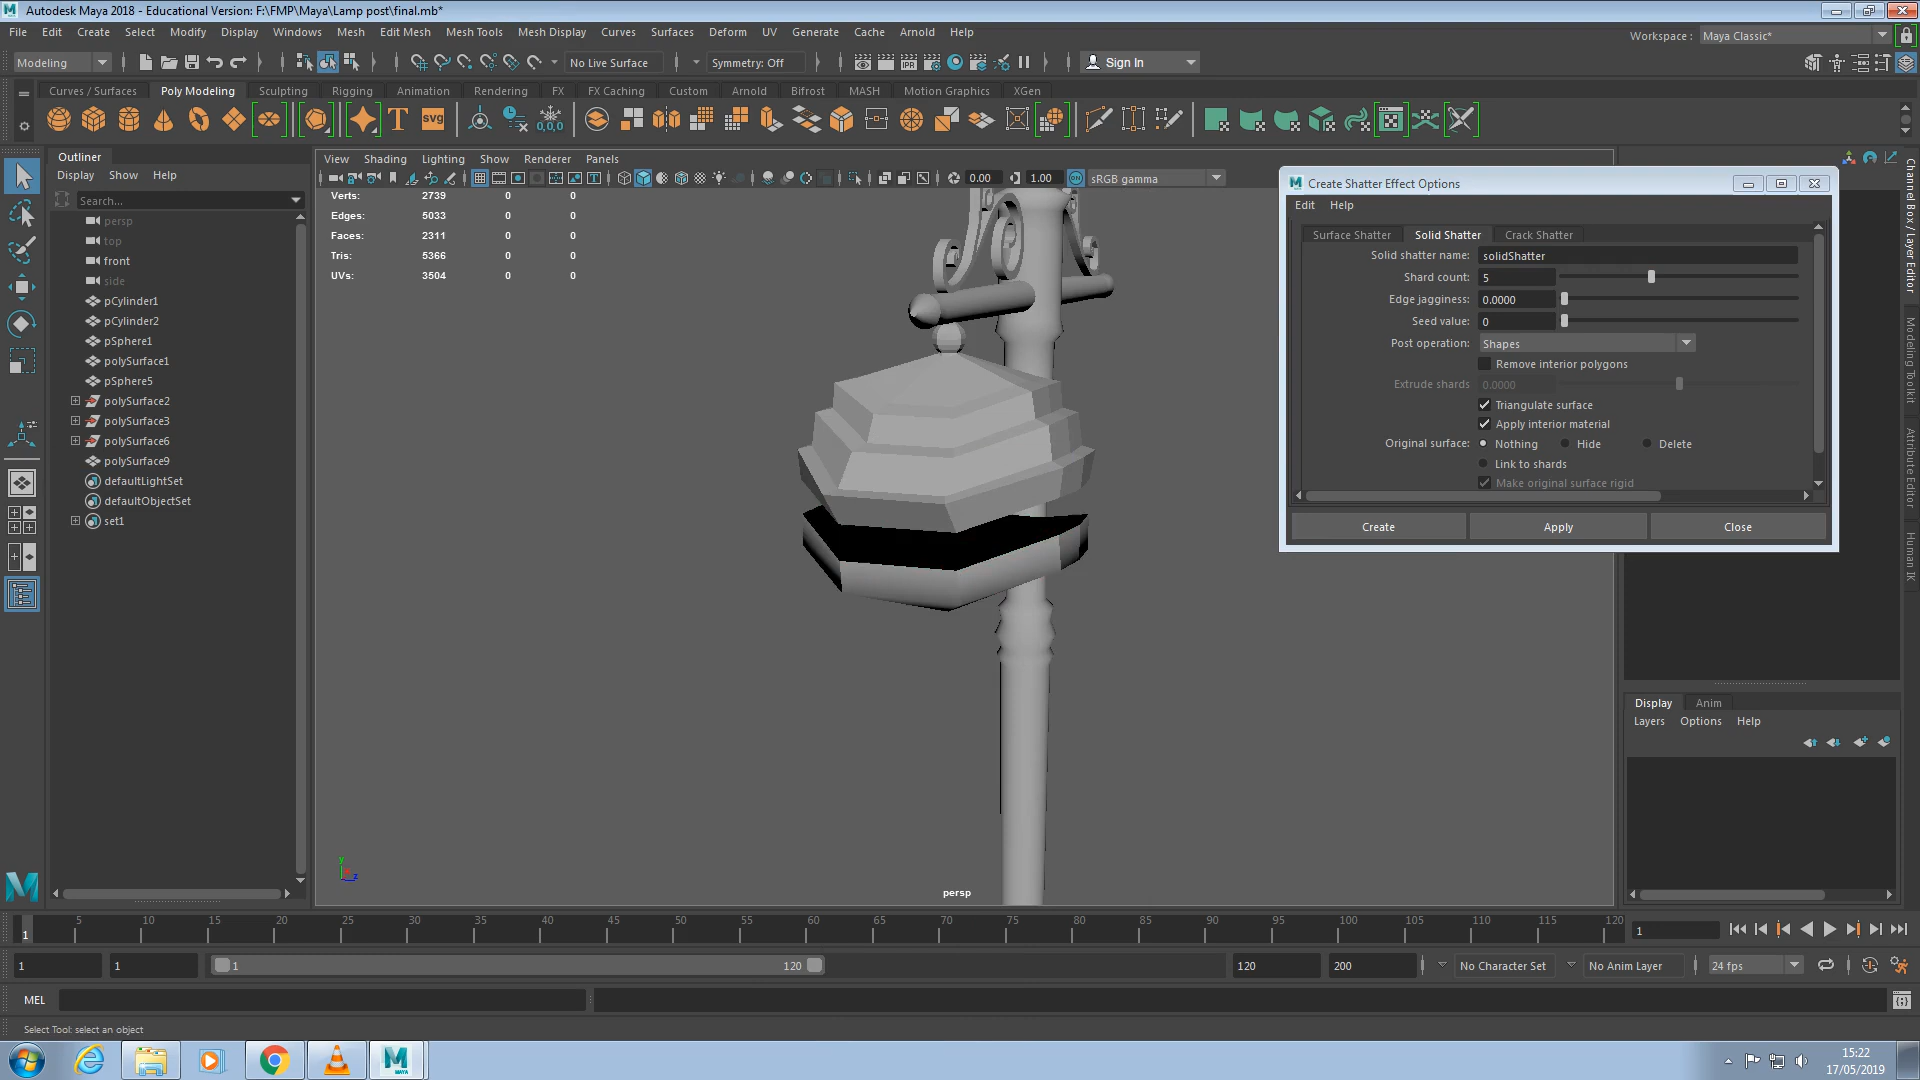 Autodesk Maya 2018 - Educational Version: F:\FMP\Maya\Lamp post\final.mb*
File Edit Create Select Modify Display Windows Mesh Edit Mesh Mesh Tools Mesh Display Curves Surfaces Deform UV Generate Cache Arnold Help
Workspace : Maya Classic*
Modeling No Live Surface Symmetry: Off Sign In
Curves / Surfaces Poly Modeling Sculpting Rigging Animation Rendering FX FX Caching Custom Arnold Bifrost MASH Motion Graphics XGen
T SVG 0,0,0
Outliner
Display Show Help
Search...
persp
top
front
side
pCylinder1
pCylinder2
pSphere1
polySurface1
pSphere5
polySurface2
polySurface3
polySurface6
polySurface9
defaultLightSet
defaultObjectSet
set1
View Shading Lighting Show Renderer Panels
0.00 1.00 ON sRGB gamma
Verts: 2739 0 0
Edges: 5033 0 0
Faces: 2311 0 0
Tris: 5366 0 0
UVs: 3504 0 0
y
z
persp
Create Shatter Effect Options
Edit Help
Surface Shatter Solid Shatter Crack Shatter
Solid shatter name: solidShatter
Shard count: 5
Edge jagginess: 0.0000
Seed value: 0
Post operation: Shapes
Remove interior polygons
Extrude shards 0.0000
Triangulate surface
Apply interior material
Original surface: Nothing Hide Delete
Link to shards
Make original surface rigid
Create Apply Close
Channel Box / Layer Editor
Modeling Toolkit
Attribute Editor
Human IK
Display Anim
Layers Options Help
1 5 10 15 20 25 30 35 40 45 50 55 60 65 70 75 80 85 90 95 100 105 110 115 120 1
1 1 1 120 120 200 No Character Set No Anim Layer 24 fps
MEL
Select Tool: select an object
MAYA
15:22
17/05/2019